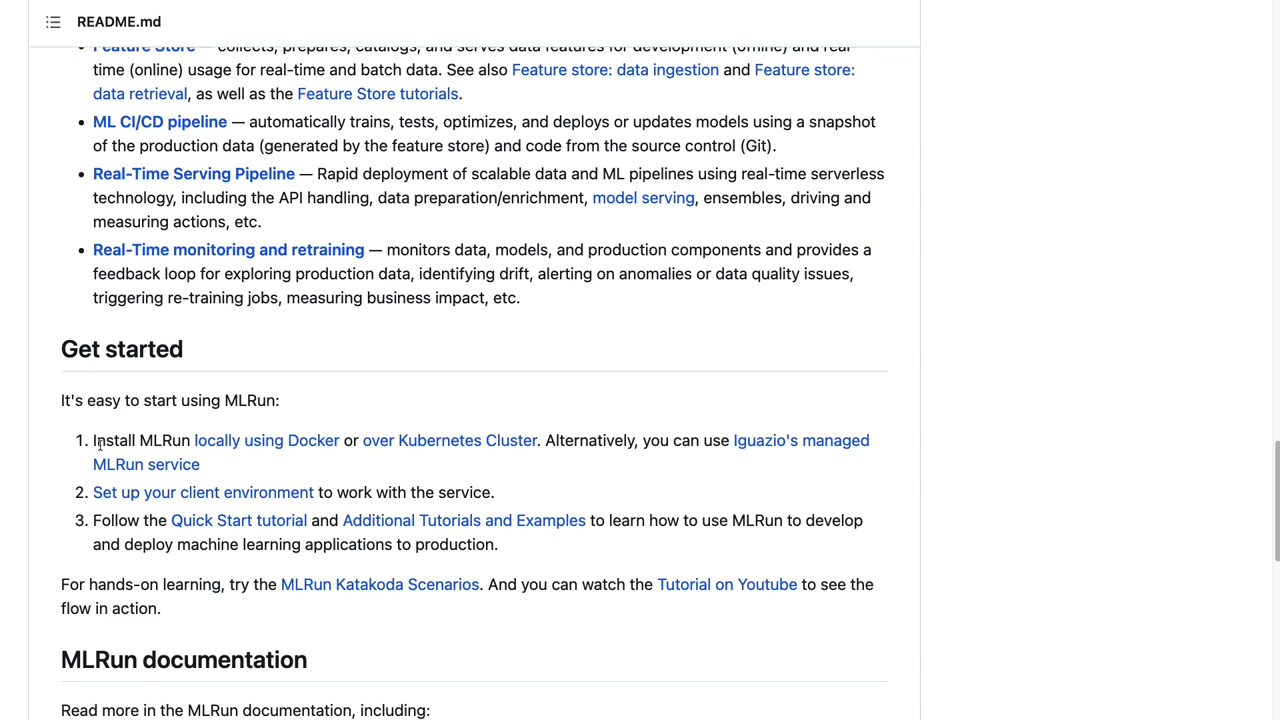 README.md
Feature Store — collects, prepares, catalogs, and serves data features for development (offline) and real-
time (online) usage for real-time and batch data. See also Feature store: data ingestion and Feature store:
data retrieval, as well as the Feature Store tutorials.
• ML CI/CD pipeline — automatically trains, tests, optimizes, and deploys or updates models using a snapshot
of the production data (generated by the feature store) and code from the source control (Git).
• Real-Time Serving Pipeline — Rapid deployment of scalable data and ML pipelines using real-time serverless
technology, including the API handling, data preparation/enrichment, model serving, ensembles, driving and
measuring actions, etc.
• Real-Time monitoring and retraining — monitors data, models, and production components and provides a
feedback loop for exploring production data, identifying drift, alerting on anomalies or data quality issues,
triggering re-training jobs, measuring business impact, etc.
Get started
It's easy to start using MLRun:
1. Install MLRun locally using Docker or over Kubernetes Cluster. Alternatively, you can use Iguazio's managed
MLRun service
2. Set up your client environment to work with the service.
3. Follow the Quick Start tutorial and Additional Tutorials and Examples to learn how to use MLRun to develop
and deploy machine learning applications to production.
For hands-on learning, try the MLRun Katakoda Scenarios. And you can watch the Tutorial on Youtube to see the
flow in action.
MLRun documentation
Read more in the MLRun documentation, including: